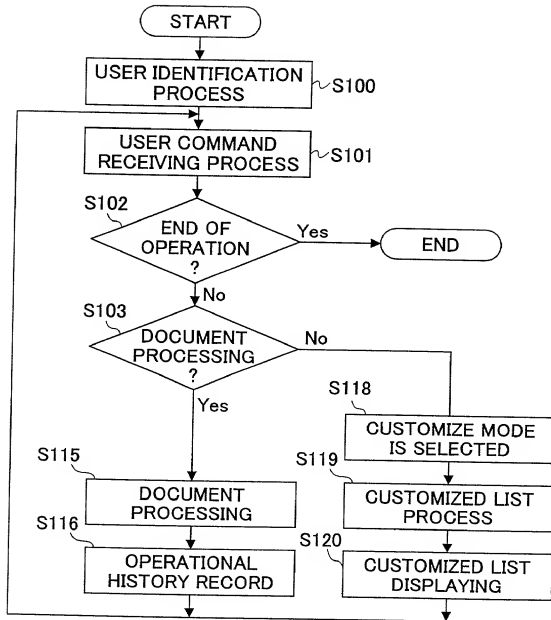 START
USER IDENTIFICATION
PROCESS
S100
USER COMMAND
RECEIVING PROCESS
S101
S102
END OF
OPERATION
?
Yes
END
No
S103
DOCUMENT
PROCESSING
?
No
Yes
S118
CUSTOMIZE MODE
IS SELECTED
S115
DOCUMENT
PROCESSING
S119
CUSTOMIZED LIST
PROCESS
S116
OPERATIONAL
HISTORY RECORD
S120
CUSTOMIZED LIST
DISPLAYING